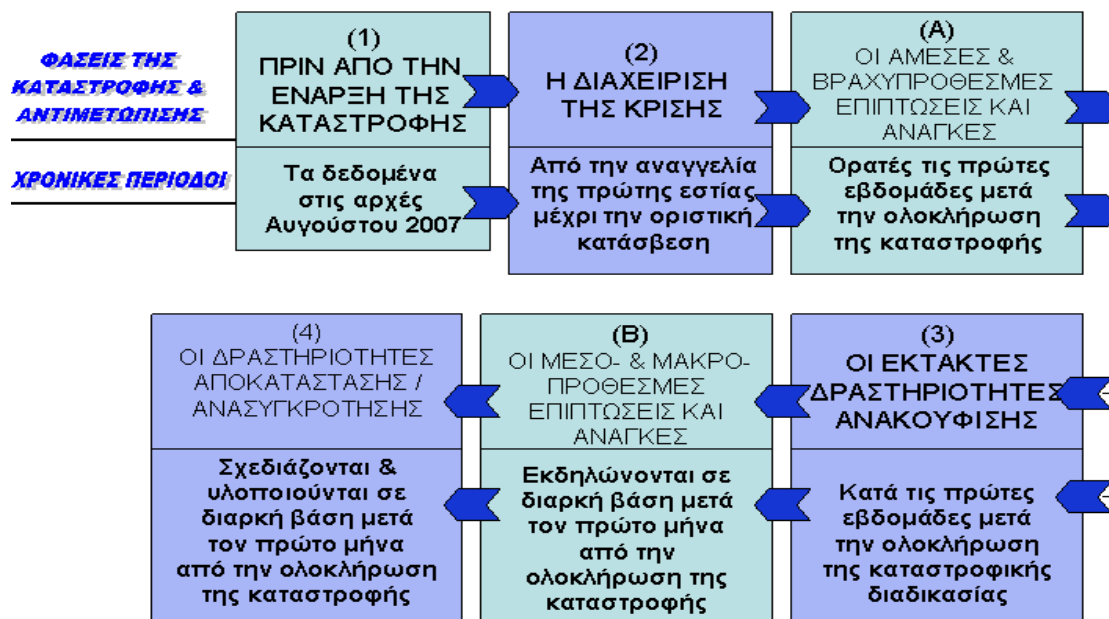 ΦΑΣΕΙΣ ΤΗΣ
ΚΑΤΑΣΤΡΟΦΗΣ &
ΑΝΤΙΜΕΤΩΠΙΣΗΣ
ΧΡΟΝΙΚΕΣ ΠΕΡΙΟΔΟΙ
(1)
ΠΡΙΝ ΑΠΟ ΤΗΝ
ΕΝΑΡΞΗ ΤΗΣ
ΚΑΤΑΣΤΡΟΦΗΣ
Τα δεδομένα
στις αρχές
Αυγούστου 2007
(2)
Η ΔΙΑΧΕΙΡΙΣΗ
ΤΗΣ ΚΡΙΣΗΣ
Από την αναγγελία
της πρώτης εστίας
μέχρι την οριστική
κατάσβεση
(Α)
ΟΙ ΑΜΕΣΕΣ &
ΒΡΑΧΥΠΡΟΘΕΣΜΕΣ
ΕΠΙΠΤΩΣΕΙΣ ΚΑΙ
ΑΝΑΓΚΕΣ
Ορατές τις πρώτες
εβδομάδες μετά
την ολοκλήρωση
της καταστροφής
(3)
ΟΙ ΕΚΤΑΚΤΕΣ
ΔΡΑΣΤΗΡΙΟΤΗΤΕΣ
ΑΝΑΚΟΥΦΙΣΗΣ
Κατά τις πρώτες
εβδομάδες μετά
την ολοκλήρωση
της καταστροφικής
διαδικασίας
(Β)
ΟΙ ΜΕΣΟ- & ΜΑΚΡΟ-
ΠΡΟΘΕΣΜΕΣ
ΕΠΙΠΤΩΣΕΙΣ ΚΑΙ
ΑΝΑΓΚΕΣ
Εκδηλώνονται σε
διαρκή βάση μετά
τον πρώτο μήνα
από την
ολοκλήρωση της
καταστροφής
(4)
ΟΙ ΔΡΑΣΤΗΡΙΟΤΗΤΕΣ
ΑΠΟΚΑΤΑΣΤΑΣΗΣ /
ΑΝΑΣΥΓΚΡΟΤΗΣΗΣ
Σχεδιάζονται &
υλοποιούνται σε
διαρκή βάση μετά
τον πρώτο μήνα
από την ολοκλήρωση
της καταστροφής